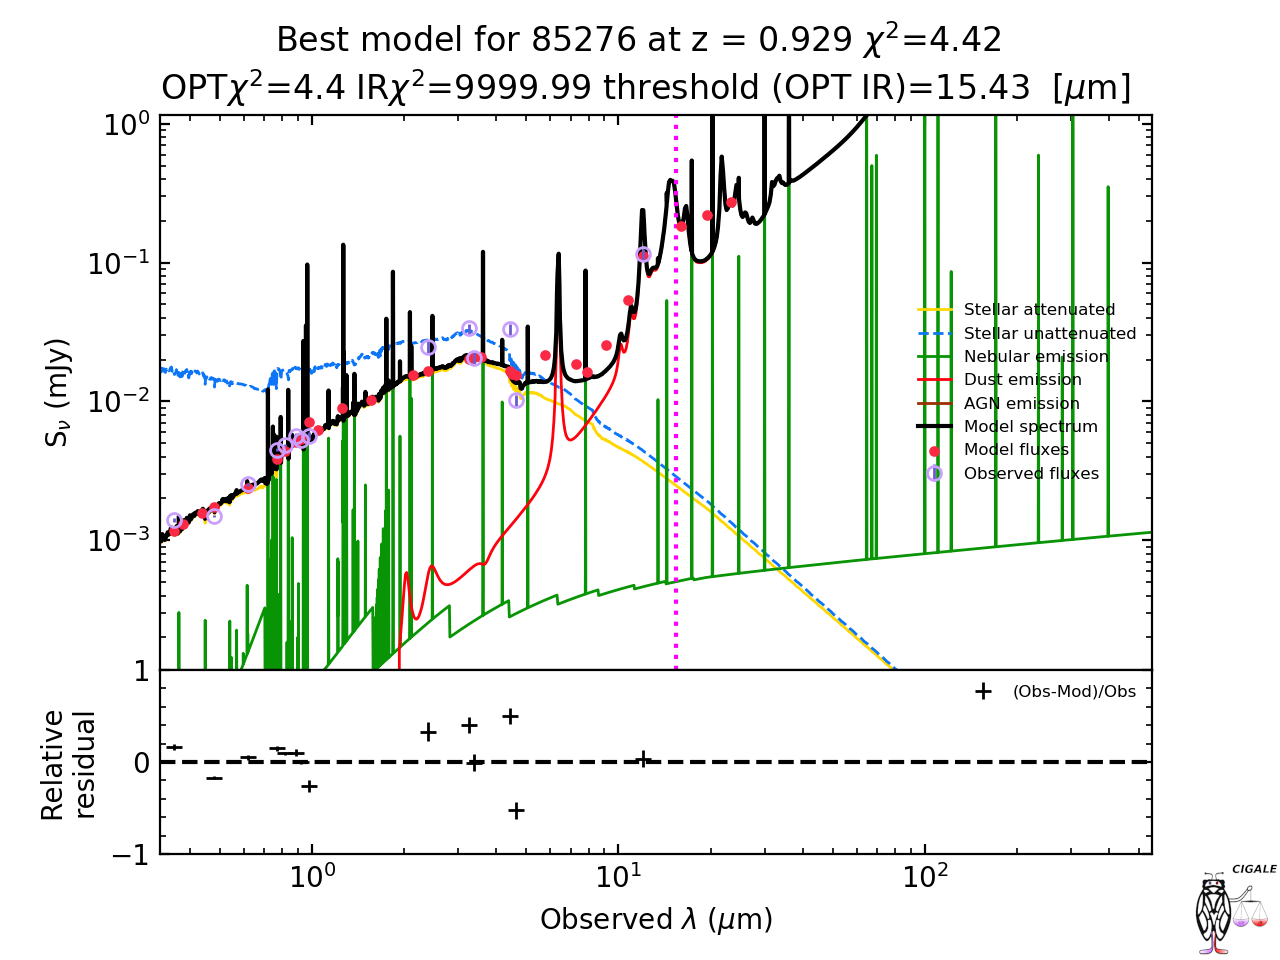 Best model for 85276 at z = 0.929 χ²=4.42
OPTχ²=4.4 IRχ²=9999.99 threshold (OPT IR)=15.43 [μm]
10⁰
10⁻¹
10⁻²
10⁻³
Sν (mJy)
Stellar attenuated
Stellar unattenuated
Nebular emission
Dust emission
AGN emission
Model spectrum
Model fluxes
Observed fluxes
1
0
−1
Relative
residual
(Obs-Mod)/Obs
10⁰ 10¹ 10²
Observed λ (μm)
CIGALE